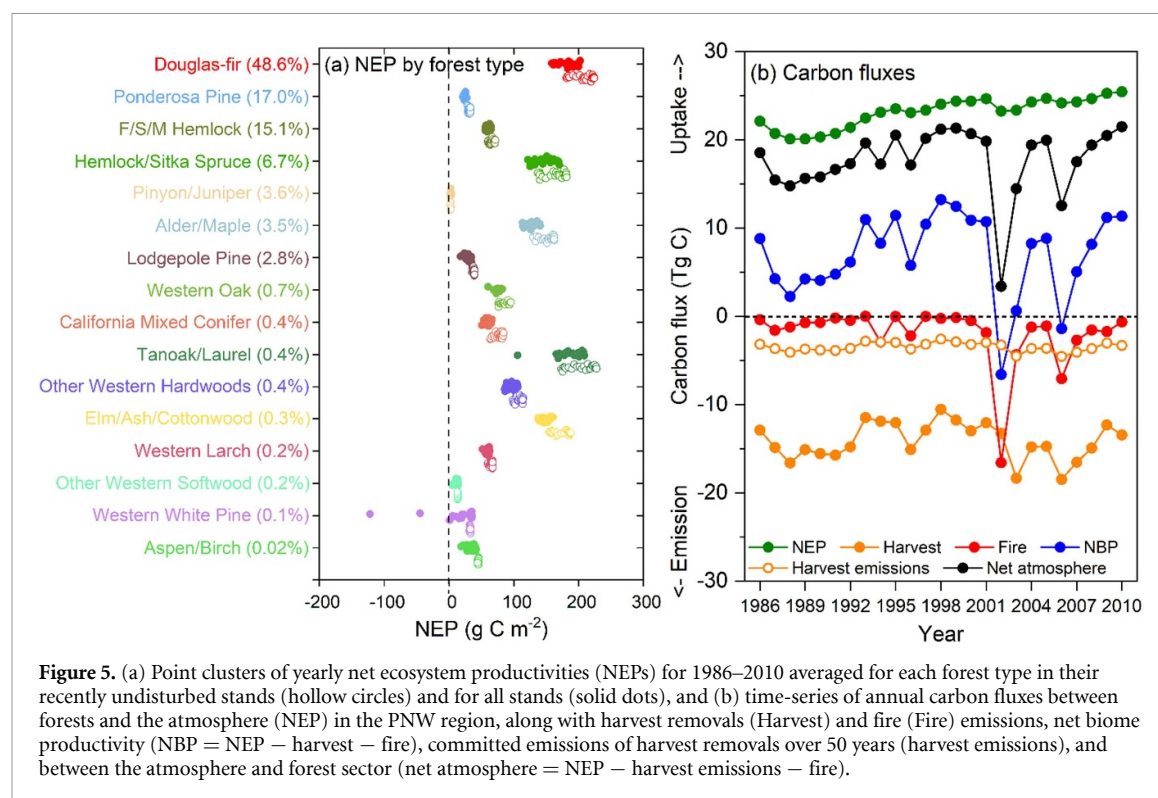 (a) NEP by forest type
Douglas-fir (48.6%)
Ponderosa Pine (17.0%)
F/S/M Hemlock (15.1%)
Hemlock/Sitka Spruce (6.7%)
Pinyon/Juniper (3.6%)
Alder/Maple (3.5%)
Lodgepole Pine (2.8%)
Western Oak (0.7%)
California Mixed Conifer (0.4%)
Tanoak/Laurel (0.4%)
Other Western Hardwoods (0.4%)
Elm/Ash/Cottonwood (0.3%)
Western Larch (0.2%)
Other Western Softwood (0.2%)
Western White Pine (0.1%)
Aspen/Birch (0.02%)
-200 -100 0 100 200 300
NEP (g C m⁻²)
(b) Carbon fluxes
Uptake -->
Carbon flux (Tg C)
<- Emission
30
20
10
0
-10
-20
-30
NEP Harvest Fire NBP
Harvest emissions Net atmosphere
1986 1989 1992 1995 1998 2001 2004 2007 2010
Year
Figure 5. (a) Point clusters of yearly net ecosystem productivities (NEPs) for 1986–2010 averaged for each forest type in their
recently undisturbed stands (hollow circles) and for all stands (solid dots), and (b) time-series of annual carbon fluxes between
forests and the atmosphere (NEP) in the PNW region, along with harvest removals (Harvest) and fire (Fire) emissions, net biome
productivity (NBP = NEP − harvest − fire), committed emissions of harvest removals over 50 years (harvest emissions), and
between the atmosphere and forest sector (net atmosphere = NEP − harvest emissions − fire).